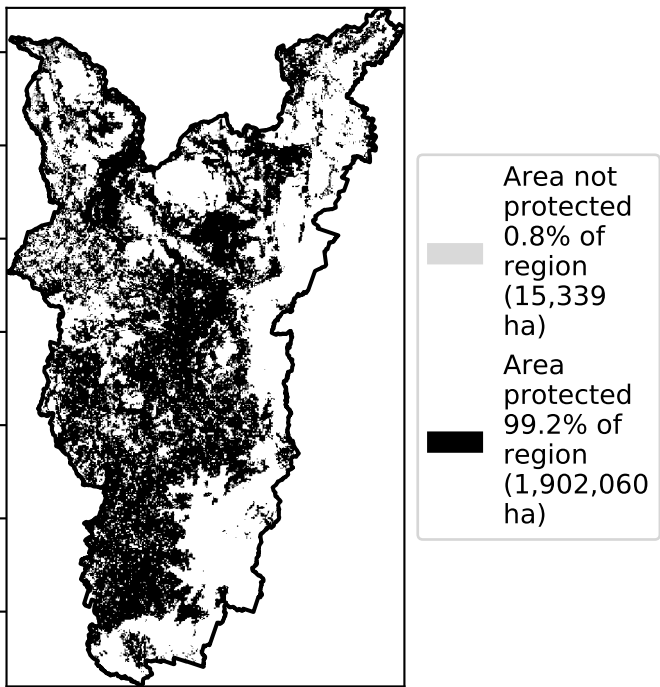 Area not
protected
0.8% of
region
(15,339
ha)
Area
protected
99.2% of
region
(1,902,060
ha)